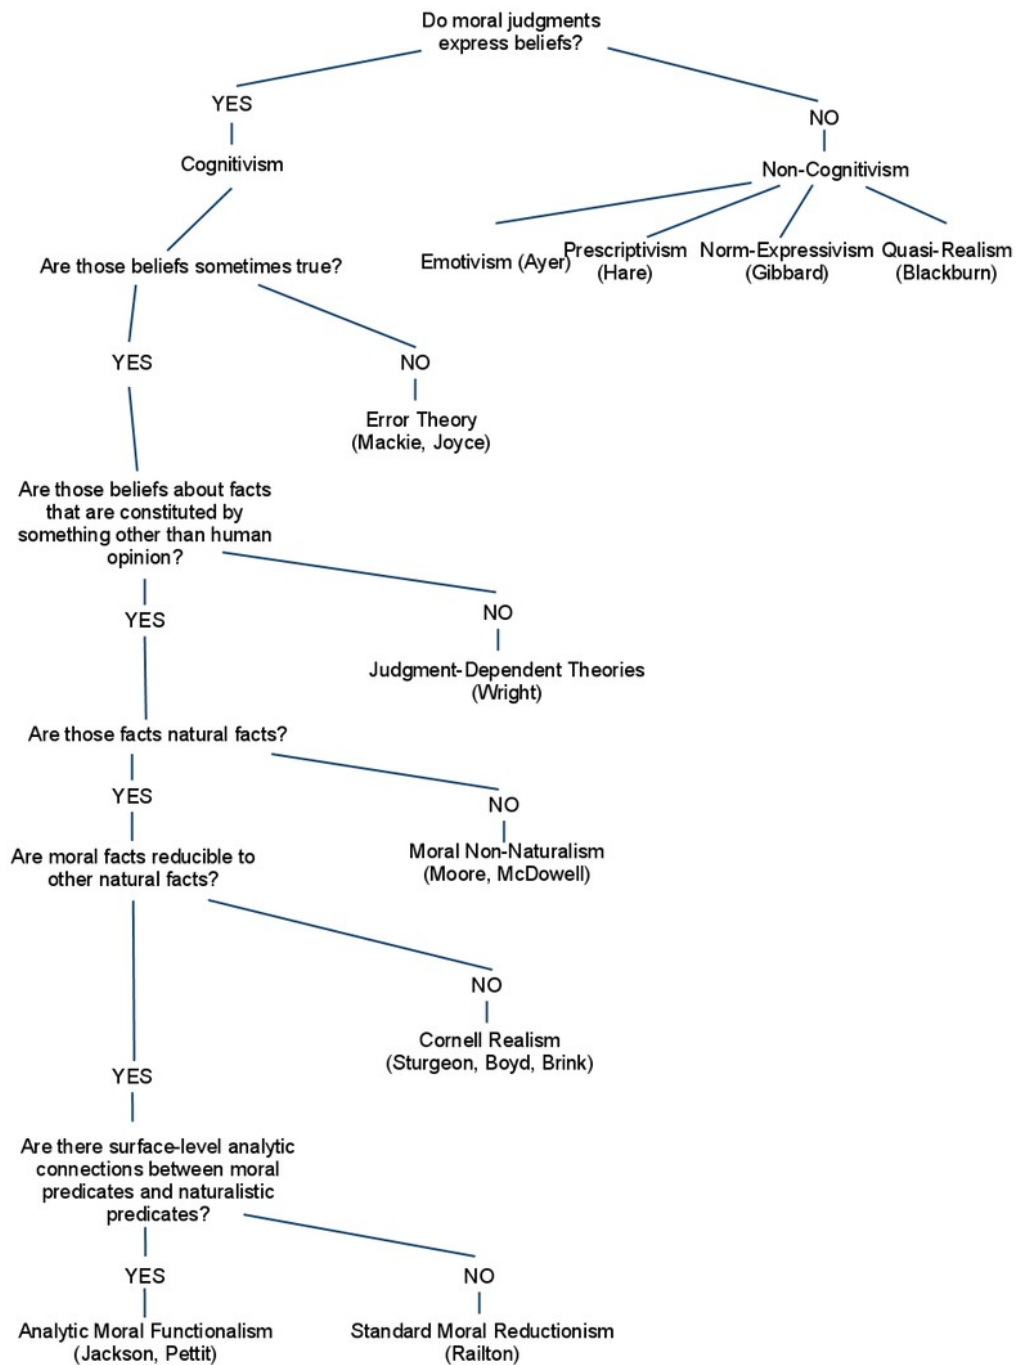 Do moral judgments
express beliefs?
YES
NO
Cognitivism
Non-Cognitivism
Emotivism (Ayer)
Prescriptivism
(Hare)
Norm-Expressivism
(Gibbard)
Quasi-Realism
(Blackburn)
Are those beliefs sometimes true?
YES
NO
Error Theory
(Mackie, Joyce)
Are those beliefs about facts
that are constituted by
something other than human
opinion?
YES
NO
Judgment-Dependent Theories
(Wright)
Are those facts natural facts?
YES
NO
Moral Non-Naturalism
(Moore, McDowell)
Are moral facts reducible to
other natural facts?
NO
Cornell Realism
(Sturgeon, Boyd, Brink)
YES
Are there surface-level analytic
connections between moral
predicates and naturalistic
predicates?
YES
NO
Analytic Moral Functionalism
(Jackson, Pettit)
Standard Moral Reductionism
(Railton)